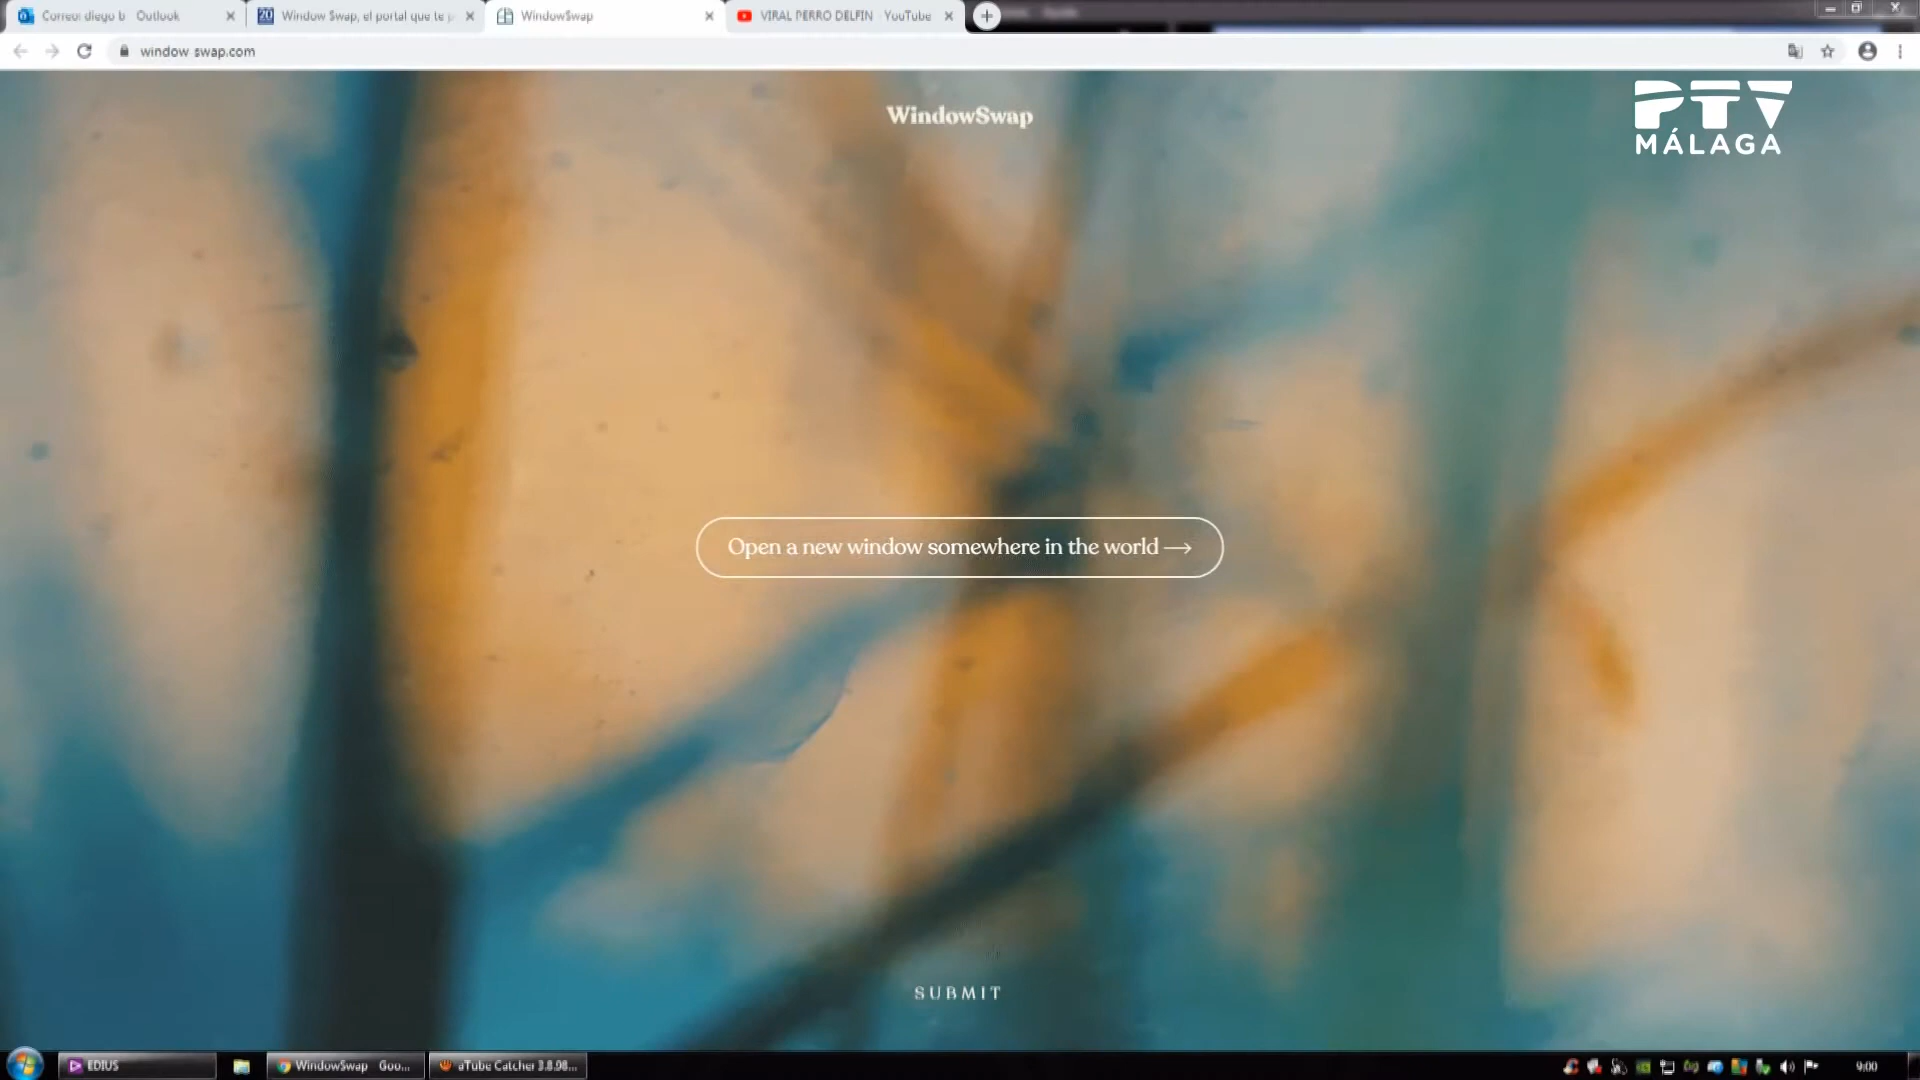 Correo: diego b Outlook
Window Swap, el portal que te p
WindowSwap
VIRAL PERRO DELFIN YouTube
window swap.com
WindowSwap
PTV
MÁLAGA
Open a new window somewhere in the world →
SUBMIT
EDIUS
WindowSwap Goo...
aTube Catcher 3.8.98...
9:00